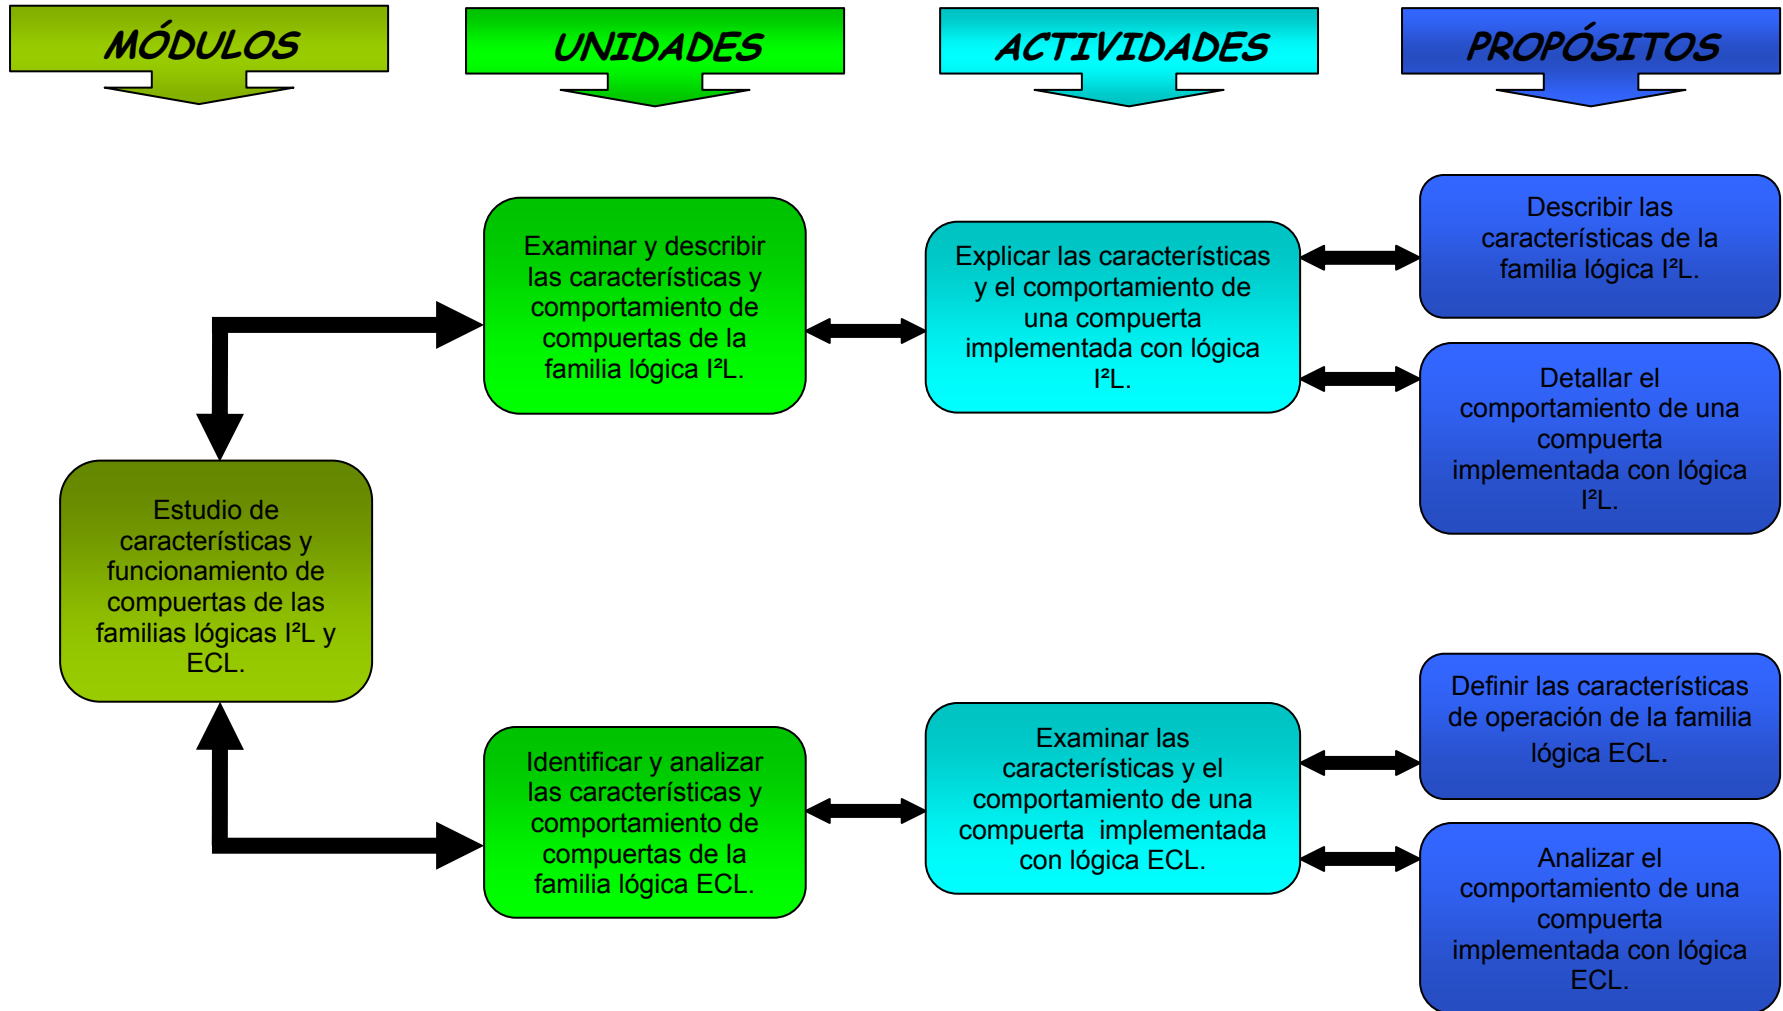 MÓDULOS
UNIDADES
ACTIVIDADES
PROPÓSITOS
Estudio de
características y
funcionamiento de
compuertas de las
familias lógicas I²L y
ECL.
Examinar y describir
las características y
comportamiento de
compuertas de la
familia lógica I²L.
Explicar las características
y el comportamiento de
una compuerta
implementada con lógica
I²L.
Describir las
características de la
familia lógica I²L.
Detallar el
comportamiento de una
compuerta
implementada con lógica
I²L.
Identificar y analizar
las características y
comportamiento de
compuertas de la
familia lógica ECL.
Examinar las
características y el
comportamiento de una
compuerta  implementada
con lógica ECL.
Definir las características
de operación de la familia
lógica ECL.
Analizar el
comportamiento de una
compuerta
implementada con lógica
ECL.